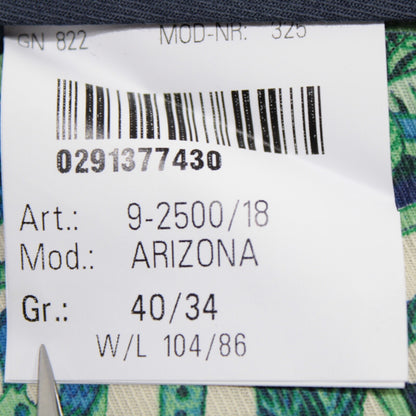 GN 822 MOD-NR: 325
0291377430
Art.: 9-2500/18
Mod.: ARIZONA
Gr.: 40/34
W/L 104/86